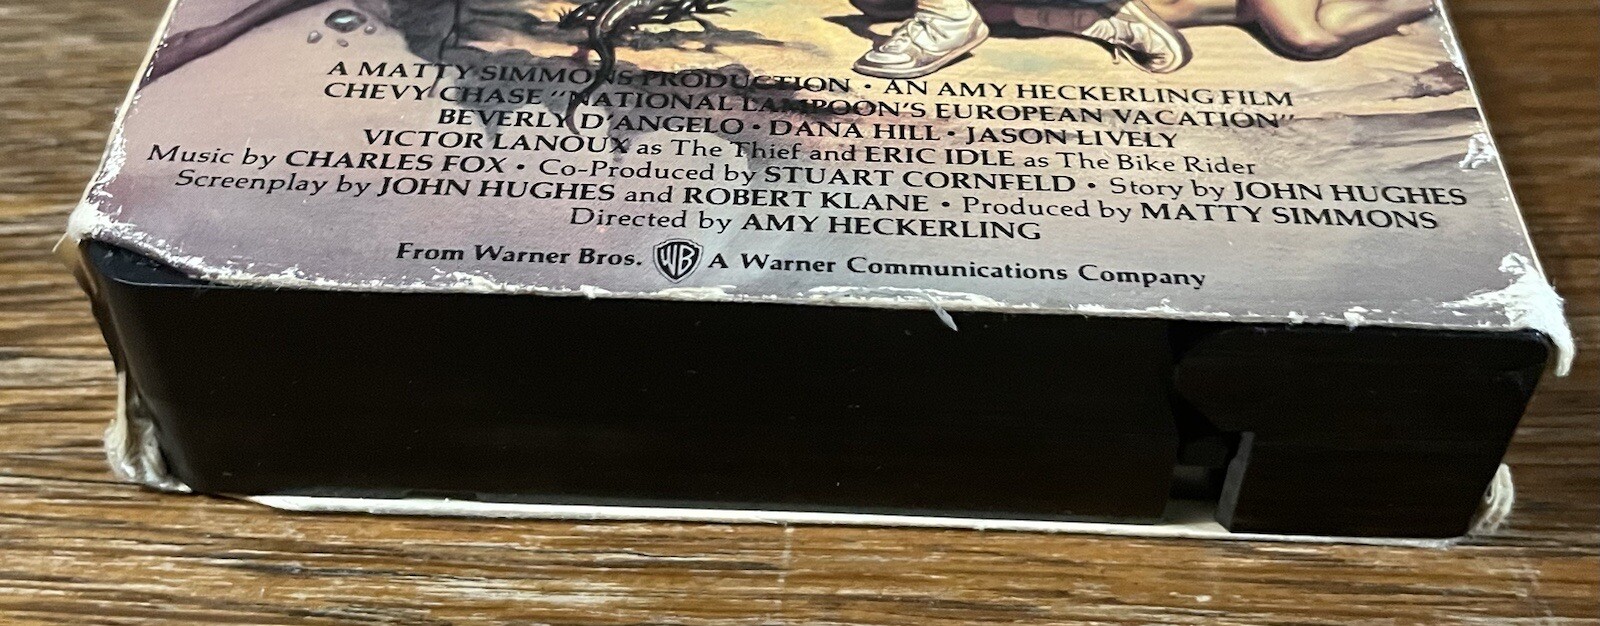 A MATTY SIMMONS PRODUCTION • AN AMY HECKERLING FILM
CHEVY CHASE "NATIONAL LAMPOON'S EUROPEAN VACATION"
BEVERLY D'ANGELO • DANA HILL • JASON LIVELY
VICTOR LANOUX as The Thief and ERIC IDLE as The Bike Rider
Music by CHARLES FOX • Co-Produced by STUART CORNFELD • Story by JOHN HUGHES
Screenplay by JOHN HUGHES and ROBERT KLANE • Produced by MATTY SIMMONS
Directed by AMY HECKERLING
From Warner Bros. WB A Warner Communications Company